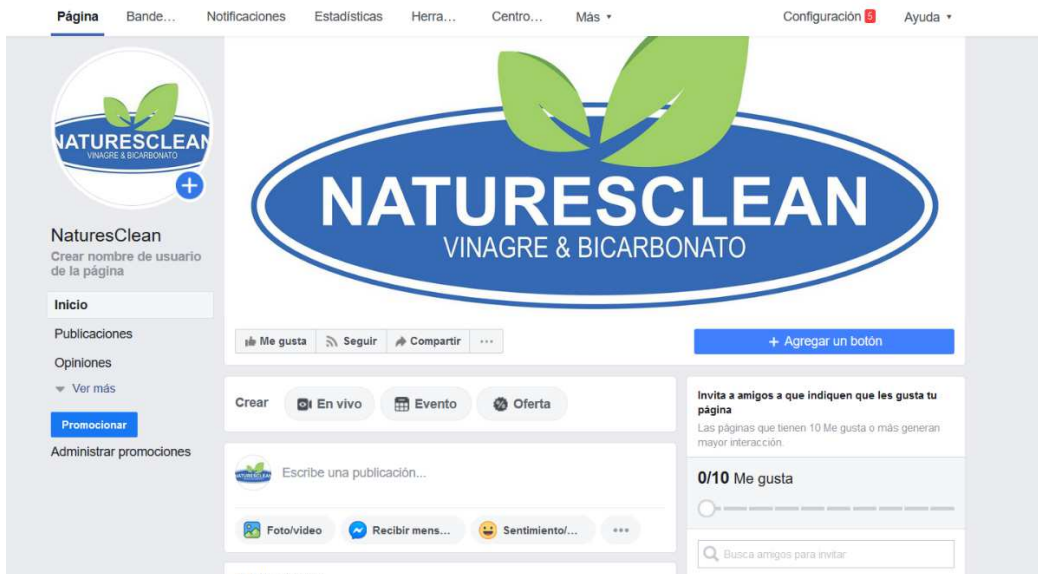 Página Bande... Notificaciones Estadísticas Herra... Centro... Más Configuración 5 Ayuda
NATURESCLEAN
VINAGRE & BICARBONATO
NaturesClean
Crear nombre de usuario
de la página
Inicio
Publicaciones
Opiniones
Ver más
Promocionar
Administrar promociones
NATURESCLEAN
VINAGRE & BICARBONATO
Me gusta Seguir Compartir ...
+ Agregar un botón
Crear En vivo Evento Oferta
Escribe una publicación...
Foto/video Recibir mens... Sentimiento/... ...
Invita a amigos a que indiquen que les gusta tu
página
Las páginas que tienen 10 Me gusta o más generan
mayor interacción.
0/10 Me gusta
Busca amigos para invitar